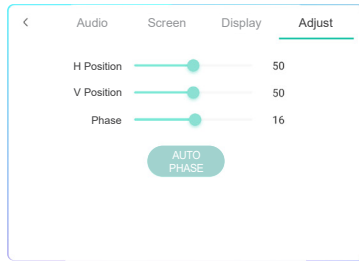 Audio Screen Display Adjust
H Position 50
V Position 50
Phase 16
AUTO
PHASE